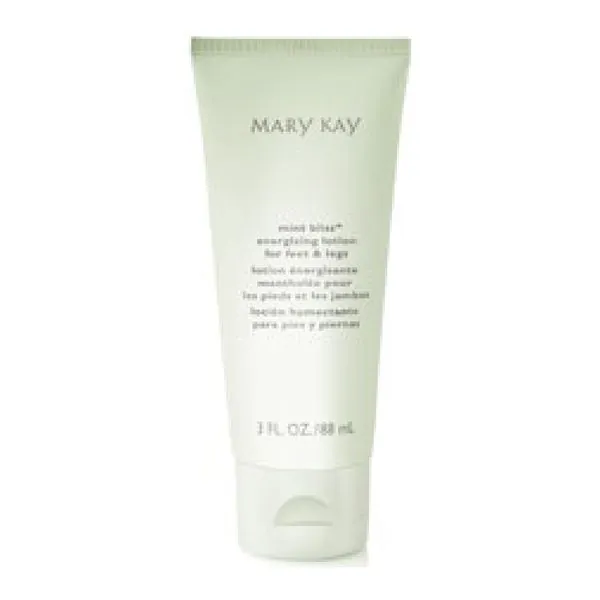 MARY KAY
mint bliss™
energizing lotion
for feet & legs
lotion énergisante
mentholée pour
les pieds et les jambes
loción humectante
para pies y piernas
3 FL. OZ./88 mL